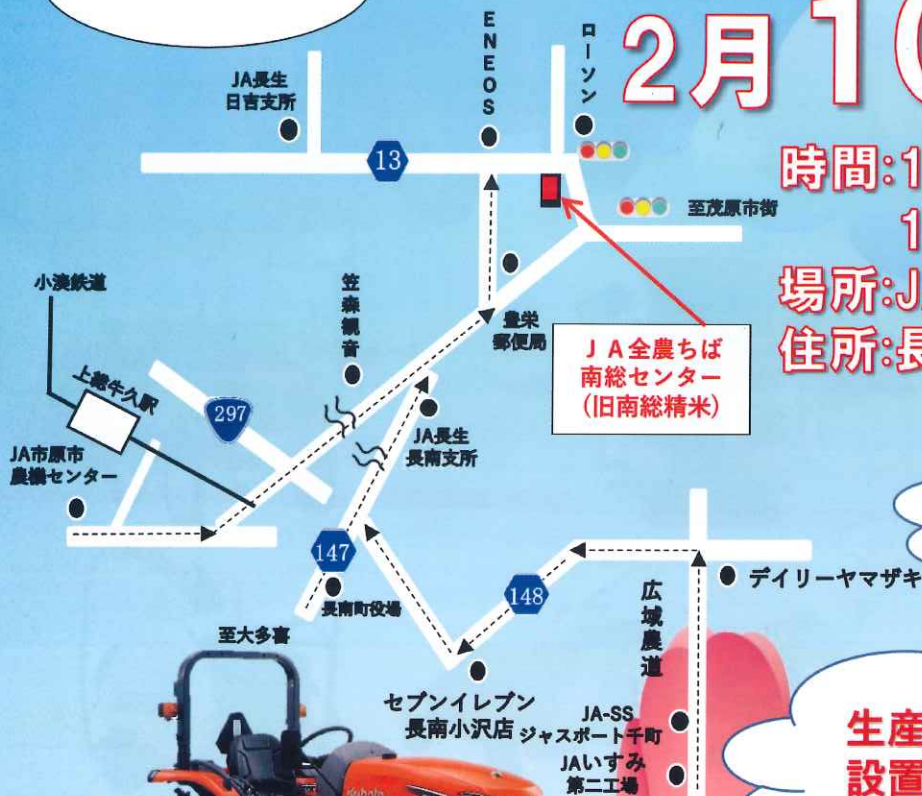 ENEOS
ローソン
2月10
JA長生
日吉支所
13
時間:1
至茂原市街
1
小湊鉄道
笠森観音
豊栄
郵便局
場所:J
住所:長
JA全農ちば
南総センター
(旧南総精米)
上総牛久駅
297
JA長生
長南支所
JA市原市
農機センター
147
長南町役場
148
デイリーヤマザキ
広域農道
至大多喜
セブンイレブン
長南小沢店
JA-SS
ジャスポート千町
JAいすみ
第二工場
生産
設置
Kubota